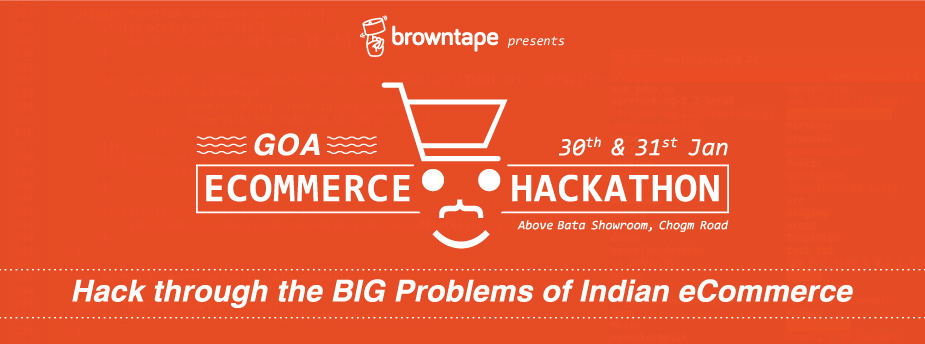 browntape presents
GOA
30th & 31st Jan
ECOMMERCE HACKATHON
Above Bata Showroom, Chogm Road
Hack through the BIG Problems of Indian eCommerce